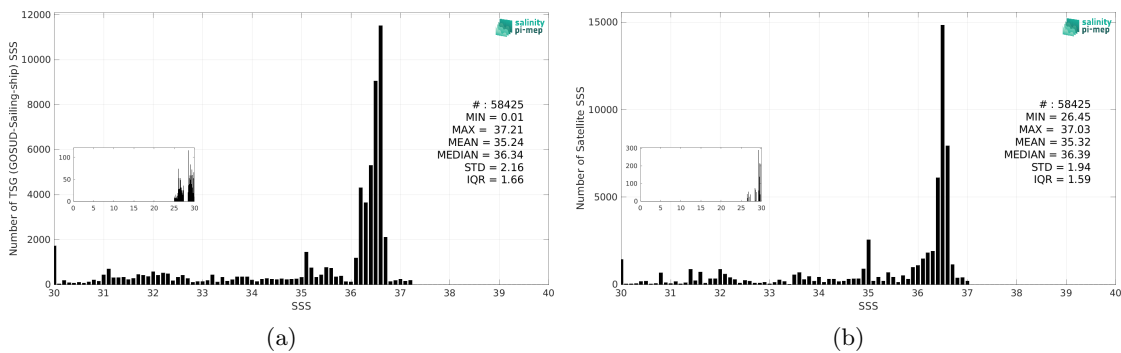 12000
10000
8000
6000
4000
2000
0
Number of TSG (GOSUD-Sailing-ship) SSS
salinity
pi-mep
# : 58425
MIN = 0.01
MAX = 37.21
MEAN = 35.24
MEDIAN = 36.34
STD = 2.16
IQR = 1.66
100
50
0
0 5 10 15 20 25 30
30 31 32 33 34 35 36 37 38 39 40
SSS
(a)
15000
10000
5000
0
Number of Satellite SSS
salinity
pi-mep
# : 58425
MIN = 26.45
MAX = 37.03
MEAN = 35.32
MEDIAN = 36.39
STD = 1.94
IQR = 1.59
300
200
100
0
0 5 10 15 20 25 30
30 31 32 33 34 35 36 37 38 39 40
SSS
(b)